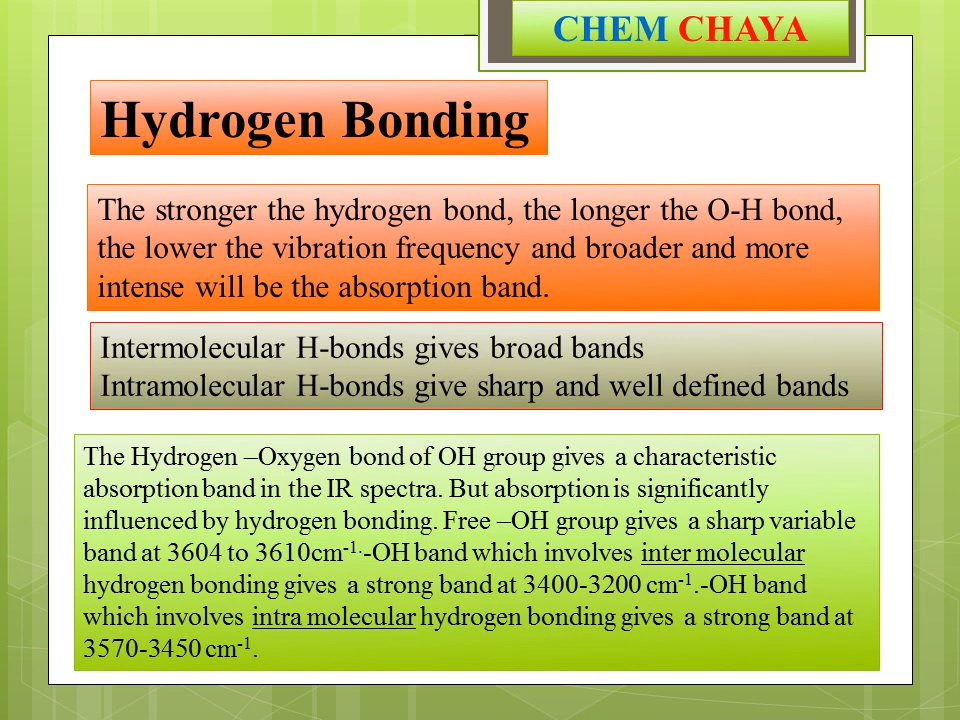 CHEM CHAYA
Hydrogen Bonding
The stronger the hydrogen bond, the longer the O-H bond,
the lower the vibration frequency and broader and more
intense will be the absorption band.
Intermolecular H-bonds gives broad bands
Intramolecular H-bonds give sharp and well defined bands
The Hydrogen –Oxygen bond of OH group gives a characteristic
absorption band in the IR spectra. But absorption is significantly
influenced by hydrogen bonding. Free –OH group gives a sharp variable
band at 3604 to 3610cm⁻¹·-OH band which involves inter molecular
hydrogen bonding gives a strong band at 3400-3200 cm⁻¹.-OH band
which involves intra molecular hydrogen bonding gives a strong band at
3570-3450 cm⁻¹.